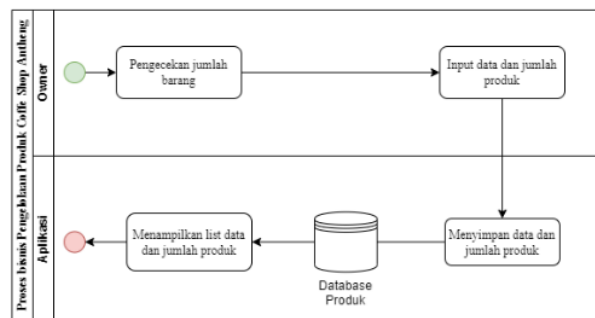 Proses bisnis Pengelolaan Produk Coffe Shop Antheng
Owner
Pengecekan jumlah
barang
Input data dan jumlah
produk
Aplikasi
Menampilkan list data
dan jumlah produk
Database
Produk
Menyimpan data dan
jumlah produk